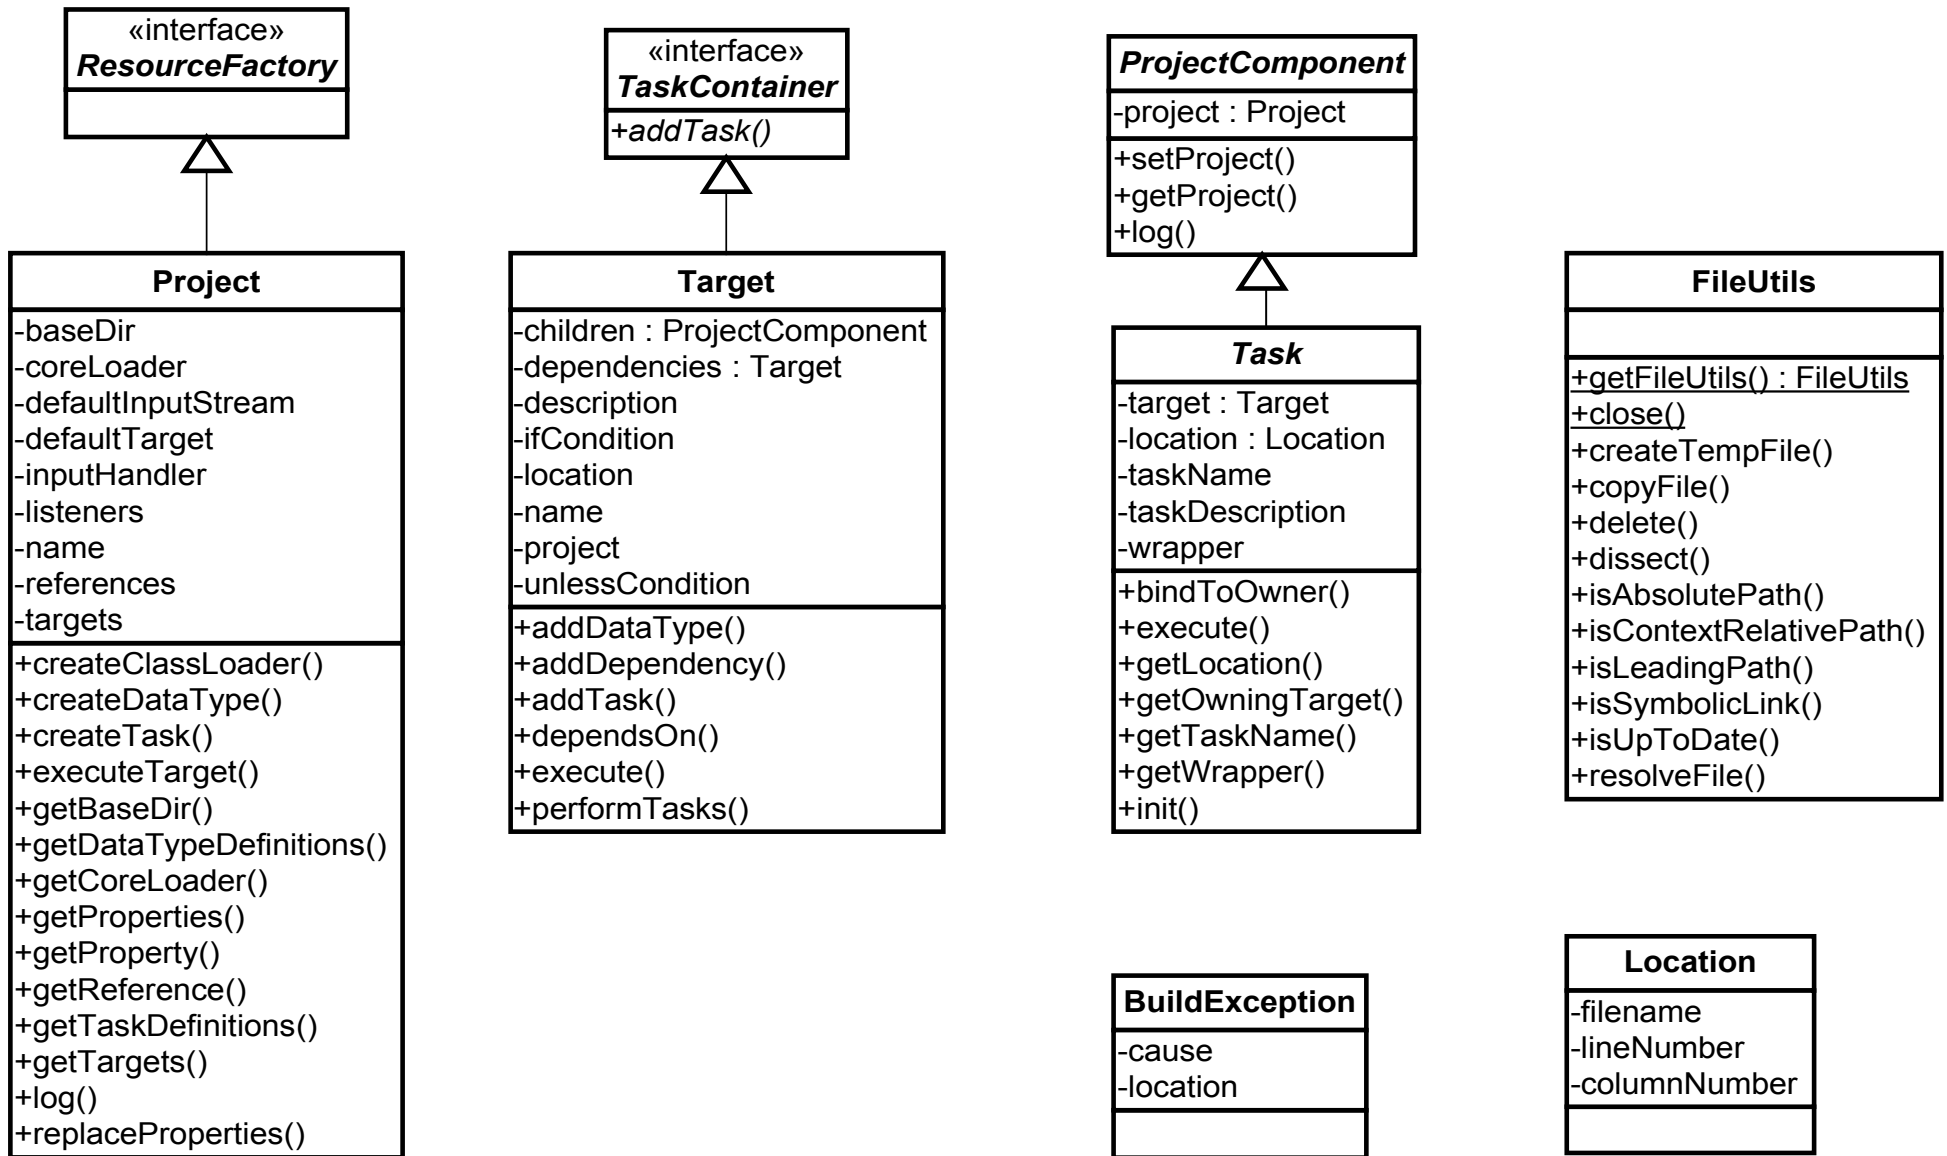 «interface»
ResourceFactory
«interface»
TaskContainer
+addTask()
ProjectComponent
-project : Project
+setProject()
+getProject()
+log()
Project
-baseDir
-coreLoader
-defaultInputStream
-defaultTarget
-inputHandler
-listeners
-name
-references
-targets
+createClassLoader()
+createDataType()
+createTask()
+executeTarget()
+getBaseDir()
+getDataTypeDefinitions()
+getCoreLoader()
+getProperties()
+getProperty()
+getReference()
+getTaskDefinitions()
+getTargets()
+log()
+replaceProperties()
Target
-children : ProjectComponent
-dependencies : Target
-description
-ifCondition
-location
-name
-project
-unlessCondition
+addDataType()
+addDependency()
+addTask()
+dependsOn()
+execute()
+performTasks()
Task
-target : Target
-location : Location
-taskName
-taskDescription
-wrapper
+bindToOwner()
+execute()
+getLocation()
+getOwningTarget()
+getTaskName()
+getWrapper()
+init()
FileUtils
+getFileUtils() : FileUtils
+close()
+createTempFile()
+copyFile()
+delete()
+dissect()
+isAbsolutePath()
+isContextRelativePath()
+isLeadingPath()
+isSymbolicLink()
+isUpToDate()
+resolveFile()
BuildException
-cause
-location
Location
-filename
-lineNumber
-columnNumber